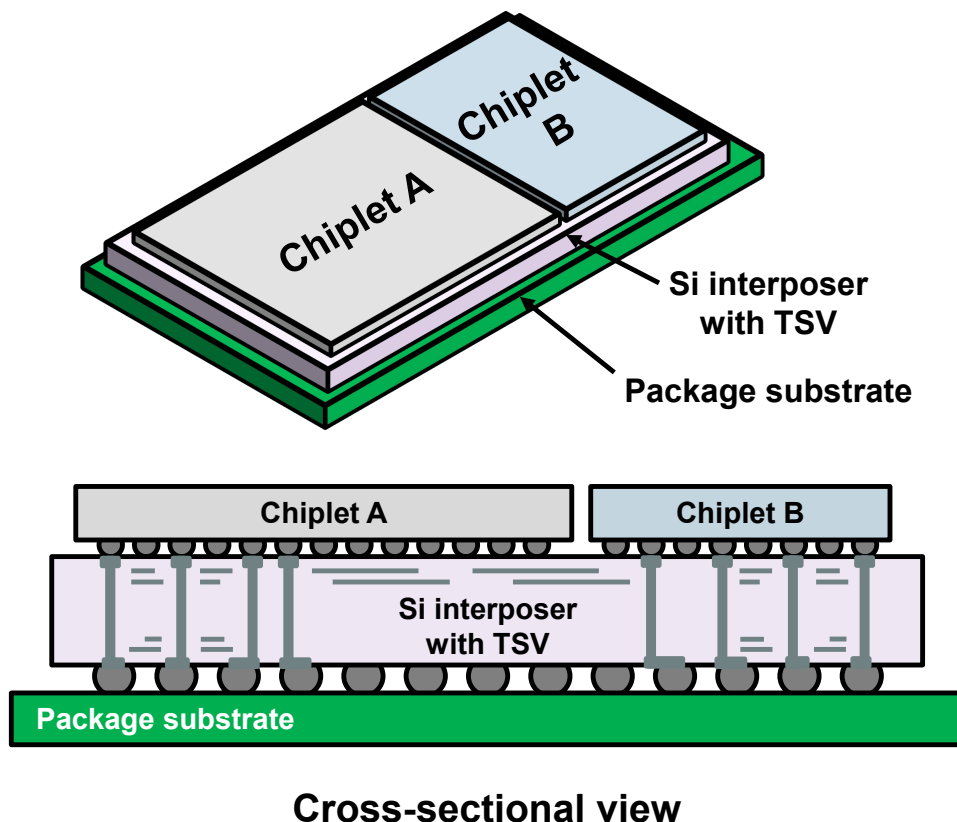 Chiplet
B
Chiplet A
Si interposer
with TSV
Package substrate
Chiplet A
Chiplet B
Si interposer
with TSV
Package substrate
Cross-sectional view